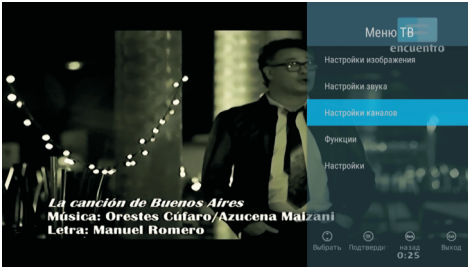 Меню ТВ
encuentro
Настройки изображения
Настройки звука
Настройки каналов
Функции
Настройки
La canción de Buenos Aires
Música: Orestes Cúfaro/Azucena Maizani
Letra: Manuel Romero
Выбрать Подтвердн назад Выход
0:25